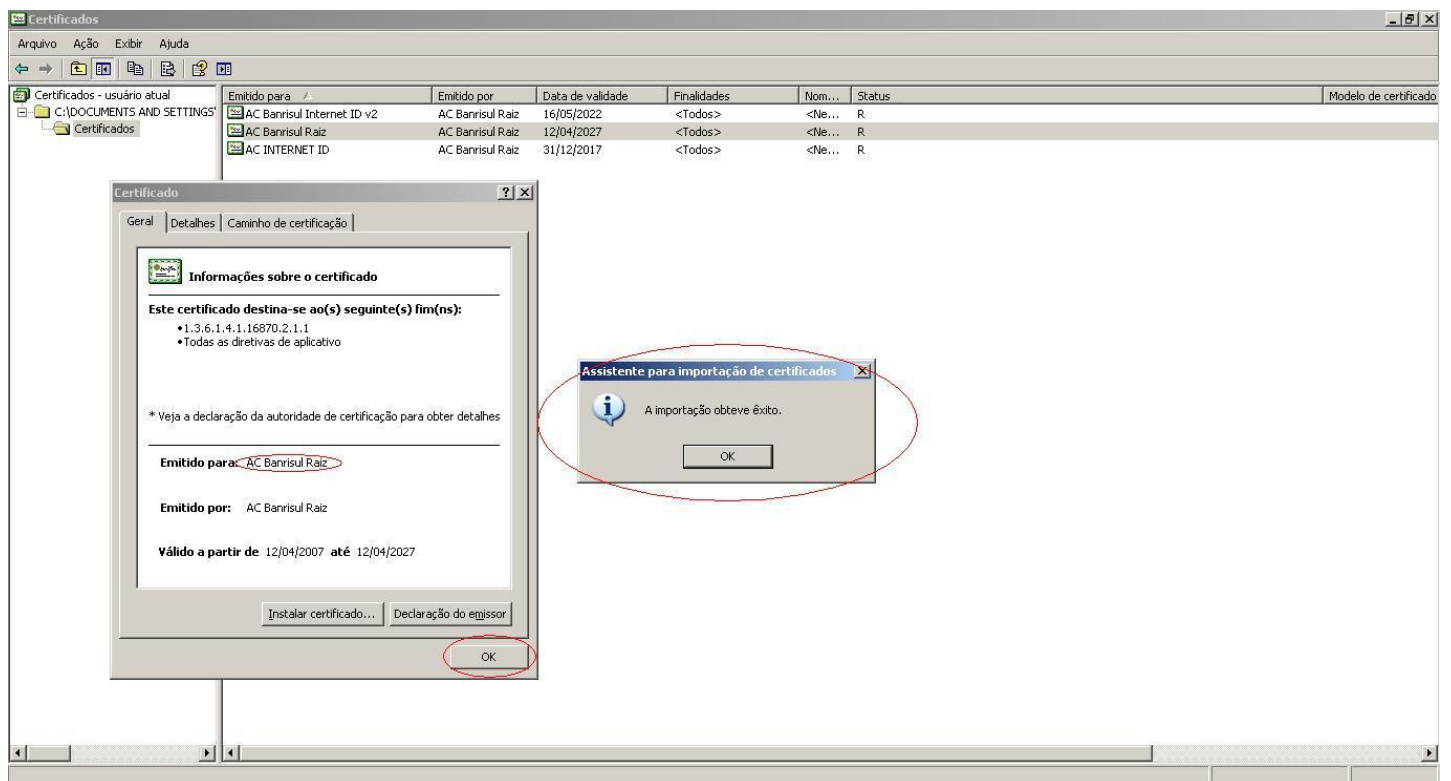 Certificados
Arquivo Ação Exibir Ajuda
Certificados - usuário atual
C:\DOCUMENTS AND SETTINGS'
Certificados
Emitido para Emitido por Data de validade Finalidades Nom... Status Modelo de certificado
AC Banrisul Internet ID v2 AC Banrisul Raiz 16/05/2022 <Todos> <Ne... R
AC Banrisul Raiz AC Banrisul Raiz 12/04/2027 <Todos> <Ne... R
AC INTERNET ID AC Banrisul Raiz 31/12/2017 <Todos> <Ne... R
Certificado
Geral Detalhes Caminho de certificação
Informações sobre o certificado
Este certificado destina-se ao(s) seguinte(s) fim(ns):
•1.3.6.1.4.1.16870.2.1.1
•Todas as diretivas de aplicativo
* Veja a declaração da autoridade de certificação para obter detalhes
Emitido para: AC Banrisul Raiz
Emitido por: AC Banrisul Raiz
Válido a partir de 12/04/2007 até 12/04/2027
Instalar certificado... Declaração do emissor
OK
Assistente para importação de certificados
A importação obteve êxito.
OK